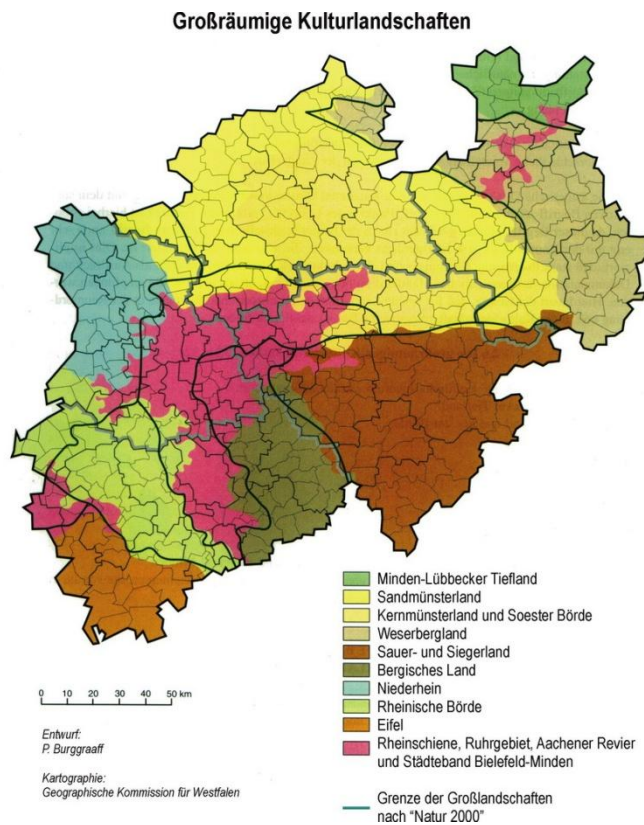 Großräumige Kulturlandschaften
Minden-Lübbecker Tiefland
Sandmünsterland
Kernmünsterland und Soester Börde
Weserbergland
Sauer- und Siegerland
Bergisches Land
Niederhein
Rheinische Börde
Eifel
Rheinschiene, Ruhrgebiet, Aachener Revier
und Städteband Bielefeld-Minden
Grenze der Großlandschaften
nach "Natur 2000"
0 10 20 30 40 50 km
Entwurf:
P. Burggraaff
Kartographie:
Geographische Kommission für Westfalen